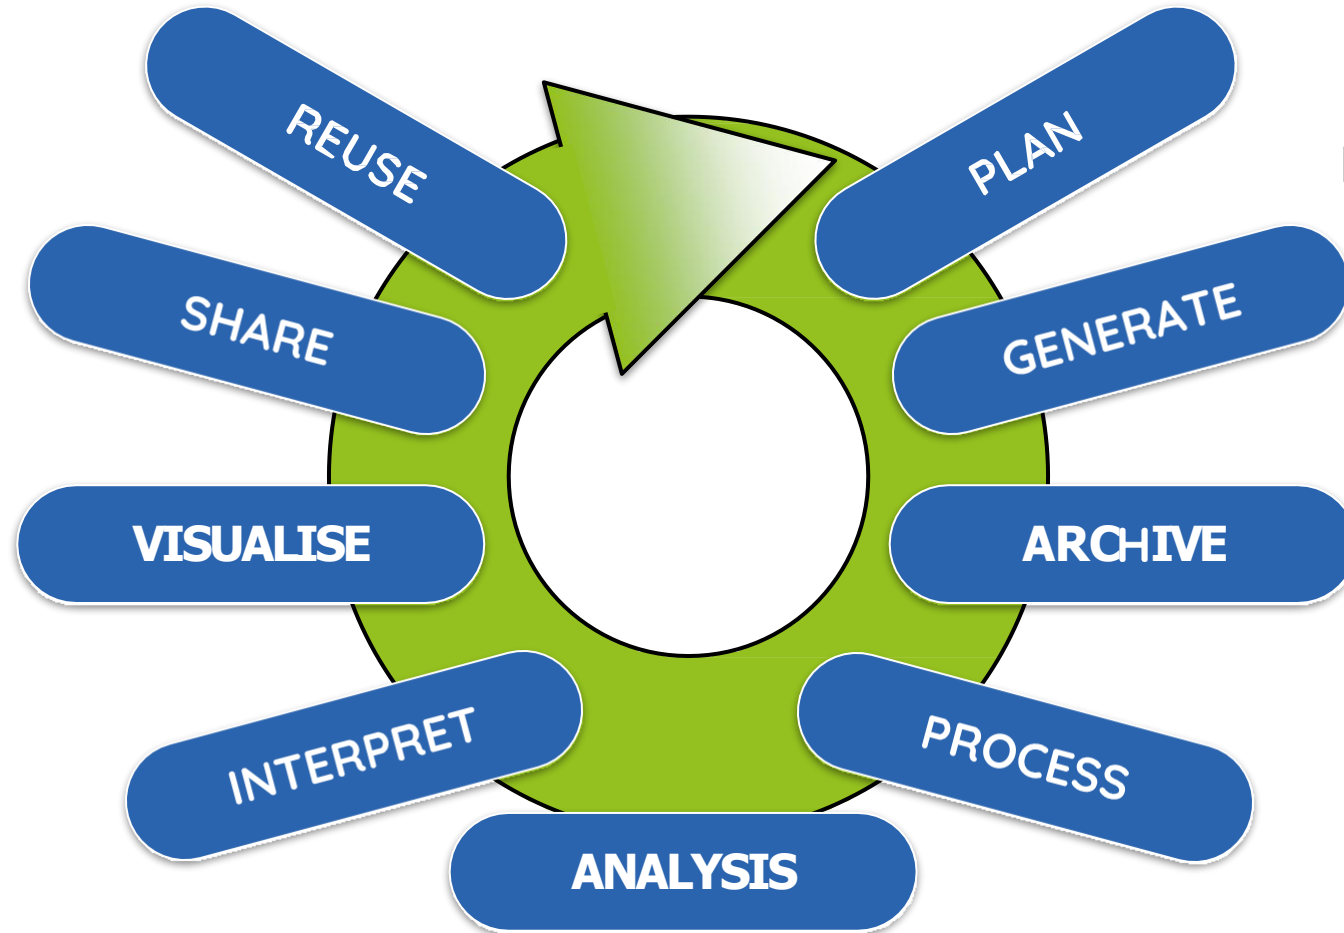 PLAN
GENERATE
ARCHIVE
PROCESS
ANALYSIS
INTERPRET
VISUALISE
SHARE
REUSE